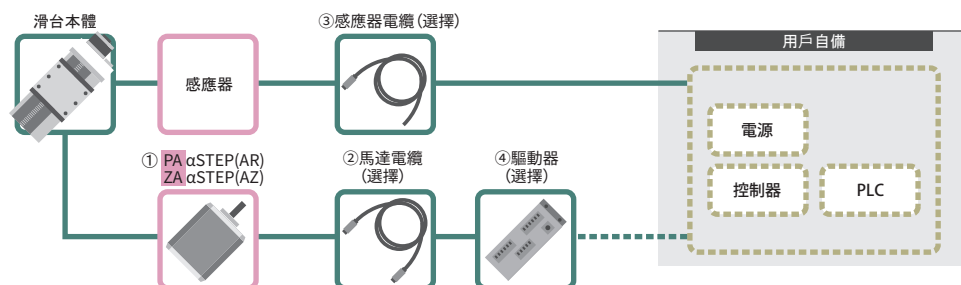 滑台本體
感應器
③感應器電纜(選擇)
用戶自備
電源
控制器
PLC
① PA αSTEP(AR)
ZA αSTEP(AZ)
②馬達電纜
(選擇)
④驅動器
(選擇)